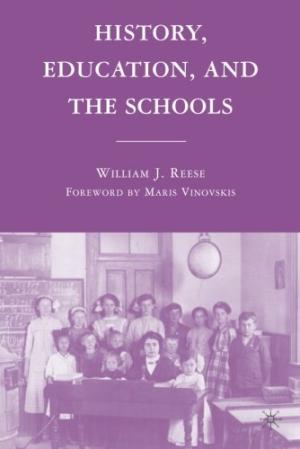 HISTORY,
EDUCATION, AND
THE SCHOOLS
WILLIAM J. REESE
FOREWORD BY MARIS VINOVSKIS